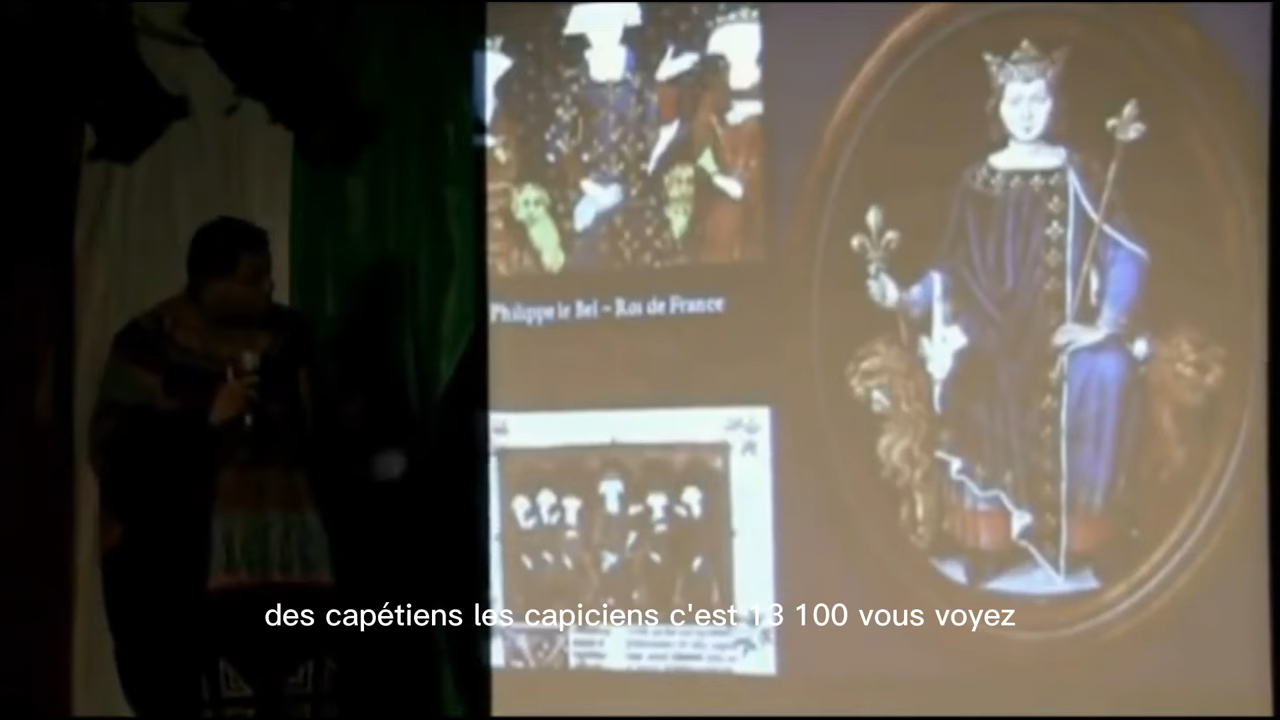 Philippe le Bel – Roi de France
des capétiens les capiciens c'est 13 100 vous voyez